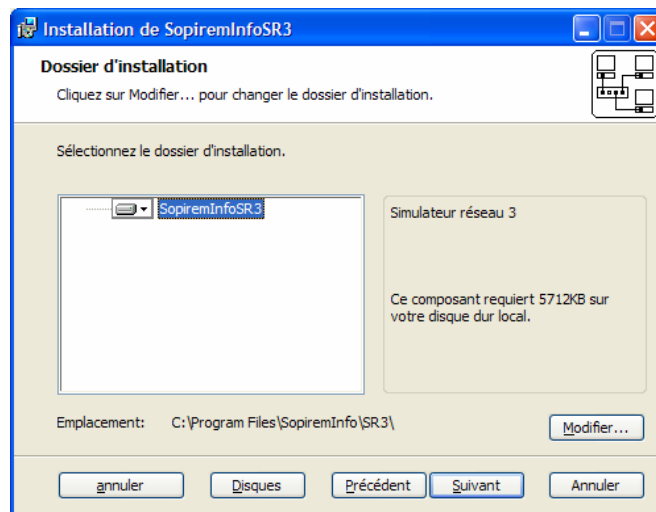 Installation de SopiremInfoSR3
Dossier d'installation
Cliquez sur Modifier... pour changer le dossier d'installation.
Sélectionnez le dossier d'installation.
SopiremInfoSR3
Simulateur réseau 3
Ce composant requiert 5712KB sur
votre disque dur local.
Emplacement: C:\Program Files\SopiremInfo\SR3\
Modifier...
annuler Disques Précédent Suivant Annuler